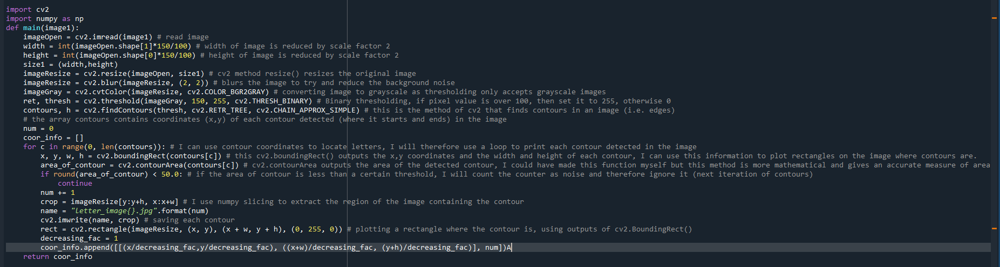 import cv2
import numpy as np
def main(image1):
    imageOpen = cv2.imread(image1) # read image
    width = int(imageOpen.shape[1]*150/100) # width of image is reduced by scale factor 2
    height = int(imageOpen.shape[0]*150/100) # height of image is reduced by scale factor 2
    size1 = (width,height)
    imageResize = cv2.resize(imageOpen, size1) # cv2 method resize() resizes the original image
    imageResize = cv2.blur(imageResize, (2, 2)) # blurs the image to try and reduce the background noise
    imageGray = cv2.cvtColor(imageResize, cv2.COLOR_BGR2GRAY) # converting image to grayscale as thresholding only accepts grayscale images
    ret, thresh = cv2.threshold(imageGray, 150, 255, cv2.THRESH_BINARY) # Binary thresholding, if pixel value is over 100, then set it to 255, otherwise 0
    contours, h = cv2.findContours(thresh, cv2.RETR_TREE, cv2.CHAIN_APPROX_SIMPLE) # this is the method of cv2 that finds contours in an image (i.e. edges)
    # the array contours contains coordinates (x,y) of each contour detected (where it starts and ends) in the image
    num = 0
    coor_info = []
    for c in range(0, len(contours)): # I can use contour coordinates to locate letters, I will therefore use a loop to print each contour detected in the image
        x, y, w, h = cv2.boundingRect(contours[c]) # this cv2.boundingRect() outputs the x,y coordinates and the width and height of each contour, I can use this information to plot rectangles on the image where contours are.
        area_of_contour = cv2.contourArea(contours[c]) # cv2.contourArea outputs the area of the detected contour, I could have made this function myself but this method is more mathematical and gives an accurate measure of area
        if round(area_of_contour) < 50.0: # if the area of contour is less than a certain threshold, I will count the counter as noise and therefore ignore it (next iteration of contours)
            continue
        num += 1
        crop = imageResize[y:y+h, x:x+w] # I use numpy slicing to extract the region of the image containing the contour
        name = "letter_image{}.jpg".format(num)
        cv2.imwrite(name, crop) # saving each contour
        rect = cv2.rectangle(imageResize, (x, y), (x + w, y + h), (0, 255, 0)) # plotting a rectangle where the contour is, using outputs of cv2.BoundingRect()
        decreasing_fac = 1
        coor_info.append([[(x/decreasing_fac,y/decreasing_fac), ((x+w)/decreasing_fac, (y+h)/decreasing_fac)], num])A
    return coor_info